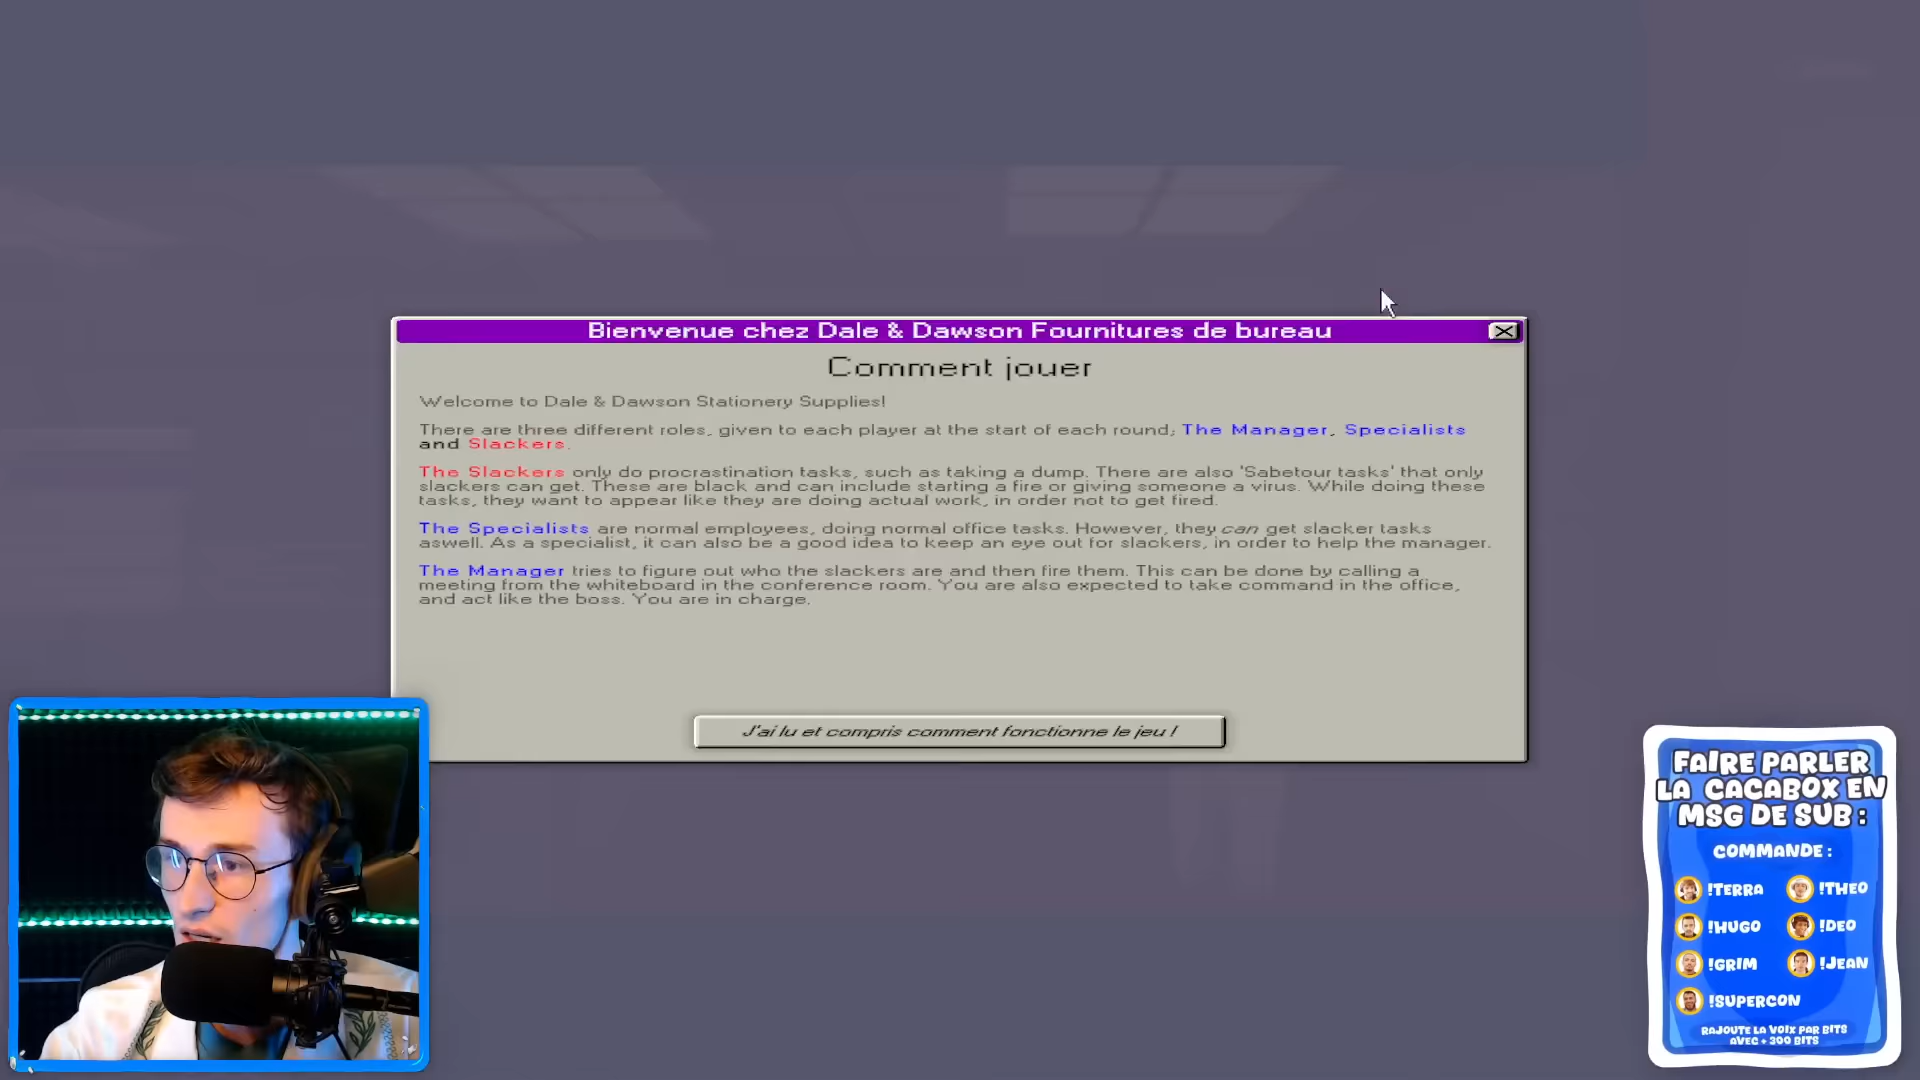 Bienvenue chez Dale & Dawson Fournitures de bureau
Comment jouer
Welcome to Dale & Dawson Stationery Supplies!
There are three different roles, given to each player at the start of each round; The Manager, Specialists
and Slackers.
The Slackers only do procrastination tasks, such as taking a dump. There are also 'Sabetour tasks' that only
slackers can get. These are black and can include starting a fire or giving someone a virus. While doing these
tasks, they want to appear like they are doing actual work, in order not to get fired.
The Specialists are normal employees, doing normal office tasks. However, they can get slacker tasks
aswell. As a specialist, it can also be a good idea to keep an eye out for slackers, in order to help the manager.
The Manager tries to figure out who the slackers are and then fire them. This can be done by calling a
meeting from the whiteboard in the conference room. You are also expected to take command in the office,
and act like the boss. You are in charge.
J'ai lu et compris comment fonctionne le jeu !
FAIRE PARLER
LA CACABOX EN
MSG DE SUB :
COMMANDE :
!TERRA !THEO
!HUGO !DEO
!GRIM !JEAN
!SUPERCON
RAJOUTE LA VOIX PAR BITS
AVEC + 300 BITS